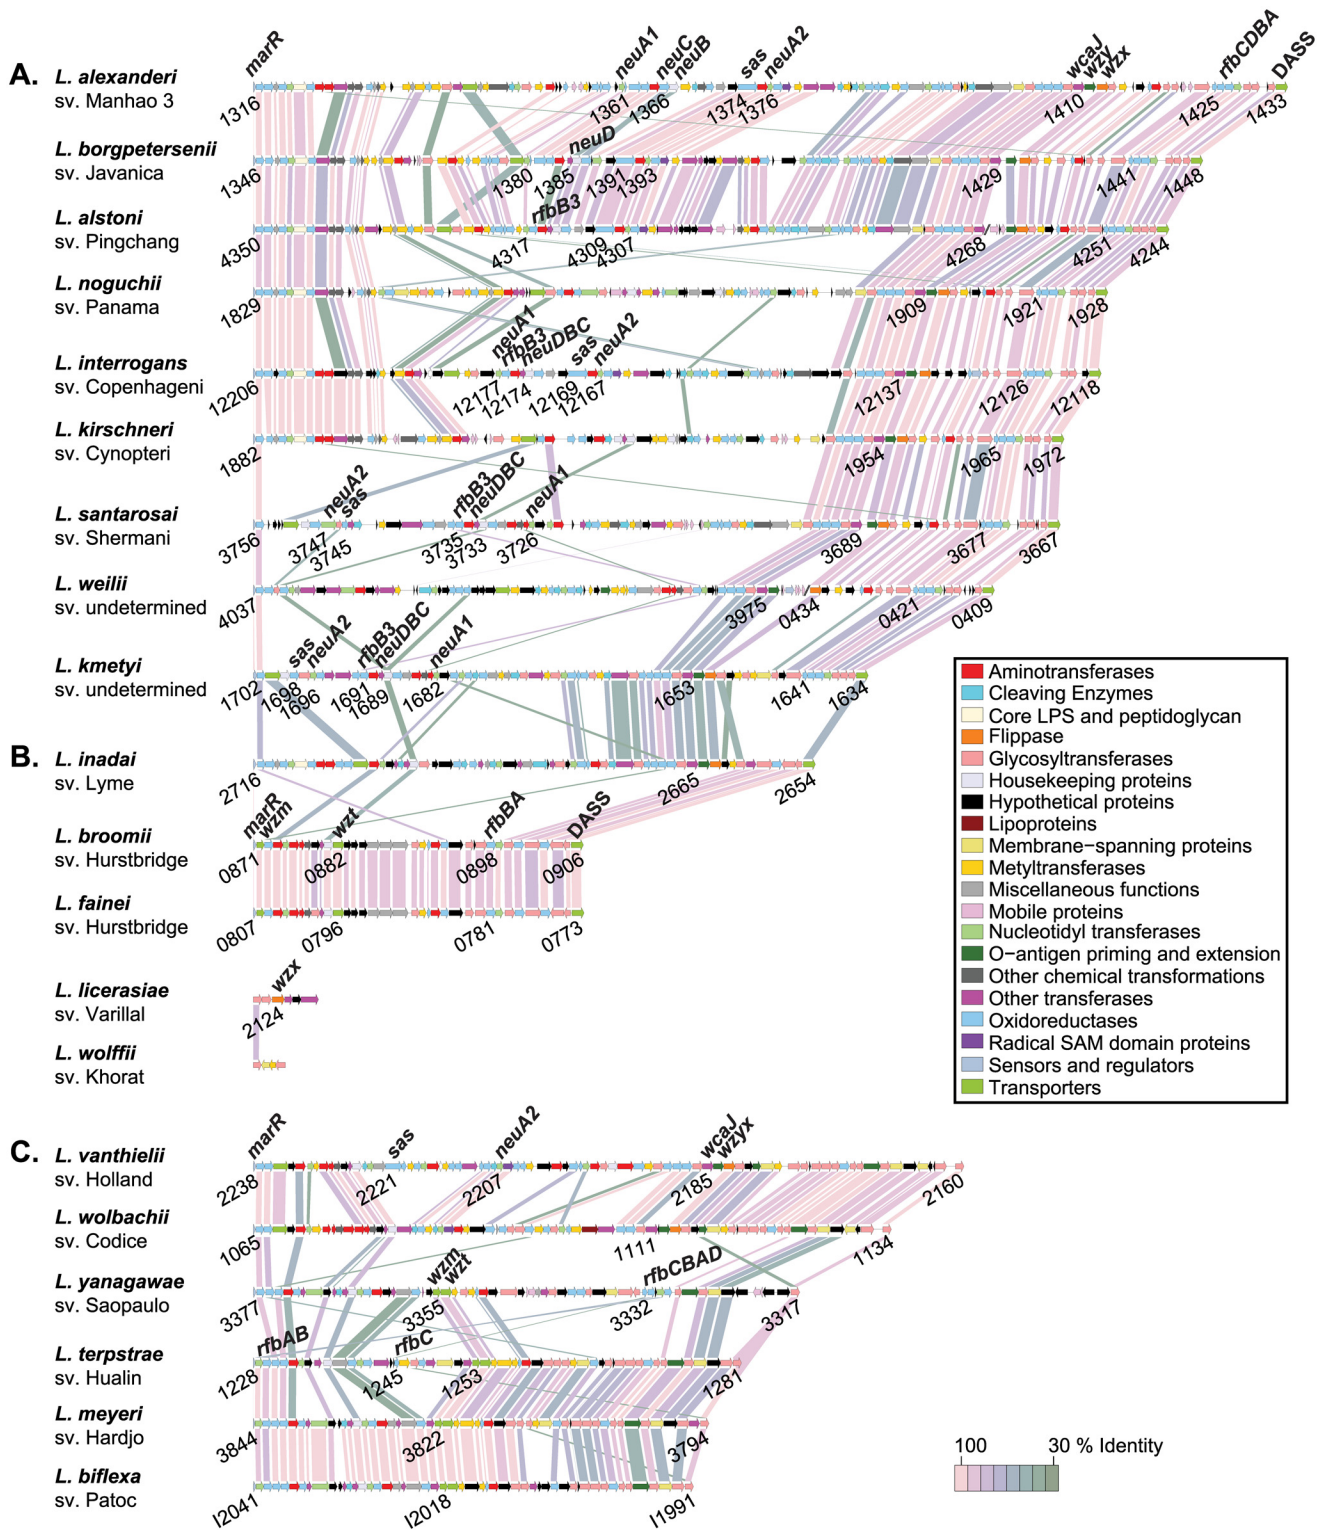 A.
marR neuA1 neuC neuB sas neuA2 wcaJ wzy wzx rfbCDBA DASS
L. alexanderi
sv. Manhao 3
1316 1361 1366 1374 1376 1410 1425 1433
neuD
L. borgpetersenii
sv. Javanica
1346 1380 1385 1391 1393 1429 1441 1448
rfbB3
L. alstoni
sv. Pingchang
4350 4317 4309 4307 4268 4251 4244
L. noguchii
sv. Panama
1829 1909 1921 1928
neuA1 rfbB3 neuDBC sas neuA2
L. interrogans
sv. Copenhageni
12206 12177 12174 12169 12167 12137 12126 12118
L. kirschneri
sv. Cynopteri
1882 1954 1965 1972
neuA2 sas rfbB3 neuDBC neuA1
L. santarosai
sv. Shermani
3756 3747 3745 3735 3733 3726 3689 3677 3667
L. weilii
sv. undetermined
4037 3975 0434 0421 0409
sas neuA2 rfbB3 neuDBC neuA1
L. kmetyi
sv. undetermined
1702 1698 1696 1691 1689 1682 1653 1641 1634
B.
L. inadai
sv. Lyme
2716 2665 2654
marR wzm wzt rfbBA DASS
L. broomii
sv. Hurstbridge
0871 0882 0898 0906
L. fainei
sv. Hurstbridge
0807 0796 0781 0773
wzx
L. licerasiae
sv. Varillal
2124
L. wolffii
sv. Khorat
Aminotransferases
Cleaving Enzymes
Core LPS and peptidoglycan
Flippase
Glycosyltransferases
Housekeeping proteins
Hypothetical proteins
Lipoproteins
Membrane-spanning proteins
Metyltransferases
Miscellaneous functions
Mobile proteins
Nucleotidyl transferases
O-antigen priming and extension
Other chemical transformations
Other transferases
Oxidoreductases
Radical SAM domain proteins
Sensors and regulators
Transporters
C.
marR sas neuA2 wcaJ wzyx
L. vanthielii
sv. Holland
2238 2221 2207 2185 2160
L. wolbachii
sv. Codice
1065 1111 1134
wzm wzt rfbCBAD
L. yanagawae
sv. Saopaulo
3377 3355 3332 3317
rfbAB rfbC
L. terpstrae
sv. Hualin
1228 1245 1253 1281
L. meyeri
sv. Hardjo
3844 3822 3794
L. biflexa
sv. Patoc
I2041 I2018 I1991
100 30 % Identity